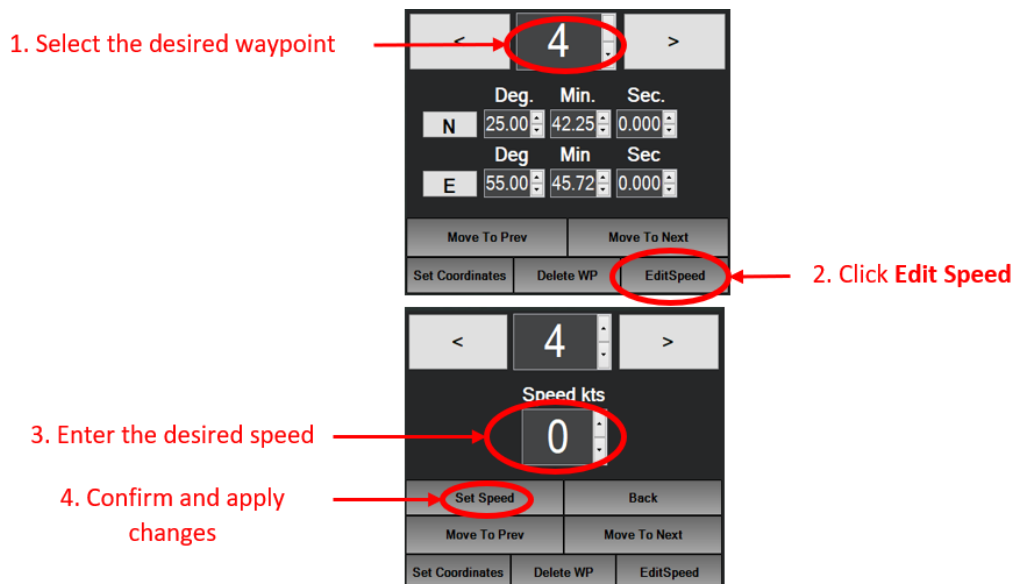 1. Select the desired waypoint
< 4 >
Deg. Min. Sec.
N 25.00 42.25 0.000
Deg Min Sec
E 55.00 45.72 0.000
Move To Prev Move To Next
Set Coordinates Delete WP EditSpeed
2. Click Edit Speed
< 4 >
Speed kts
3. Enter the desired speed
0
4. Confirm and apply
changes
Set Speed Back
Move To Prev Move To Next
Set Coordinates Delete WP EditSpeed